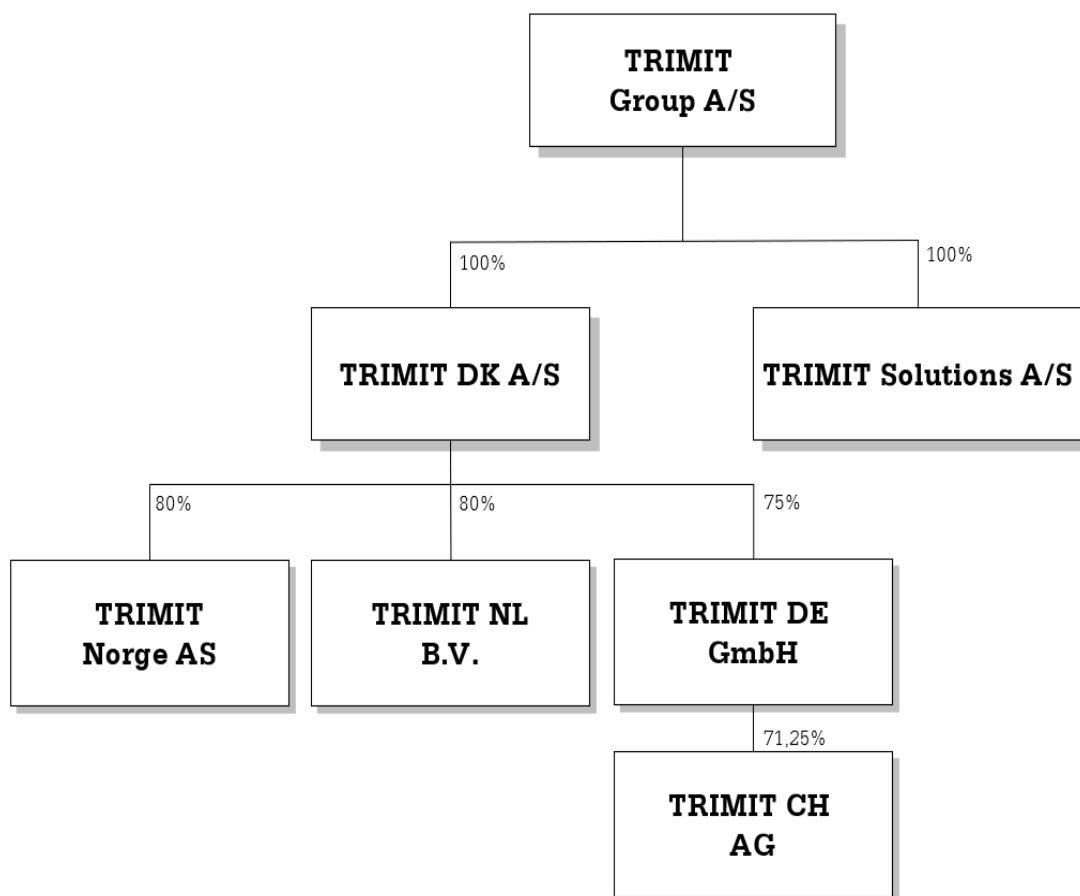 TRIMIT
Group A/S
100%
100%
TRIMIT DK A/S
TRIMIT Solutions A/S
80%
80%
75%
TRIMIT
Norge AS
TRIMIT NL
B.V.
TRIMIT DE
GmbH
71,25%
TRIMIT CH
AG